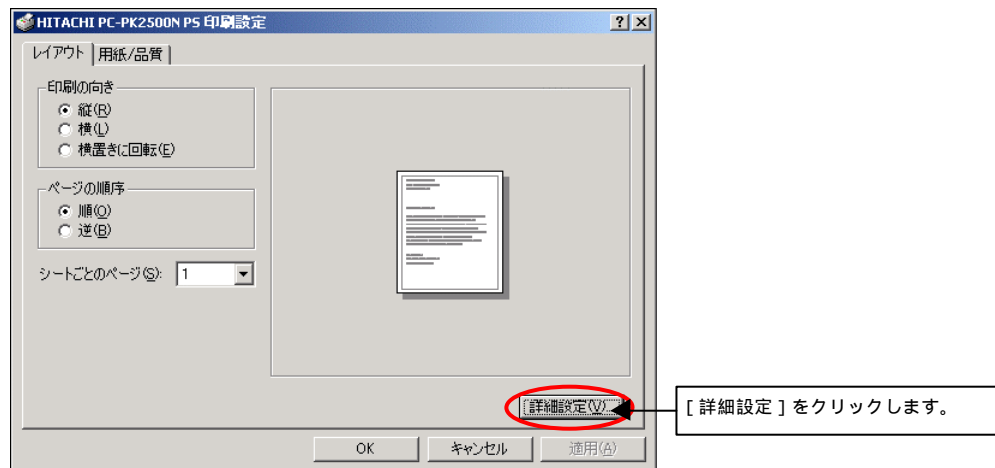 HITACHI PC-PK2500N PS 印刷設定
レイアウト 用紙/品質
印刷の向き
縦(R)
横(L)
横置きに回転(E)
ページの順序
順(O)
逆(B)
シートごとのページ(S): 1
詳細設定(V)...
[ 詳細設定 ] をクリックします。
OK キャンセル 適用(A)